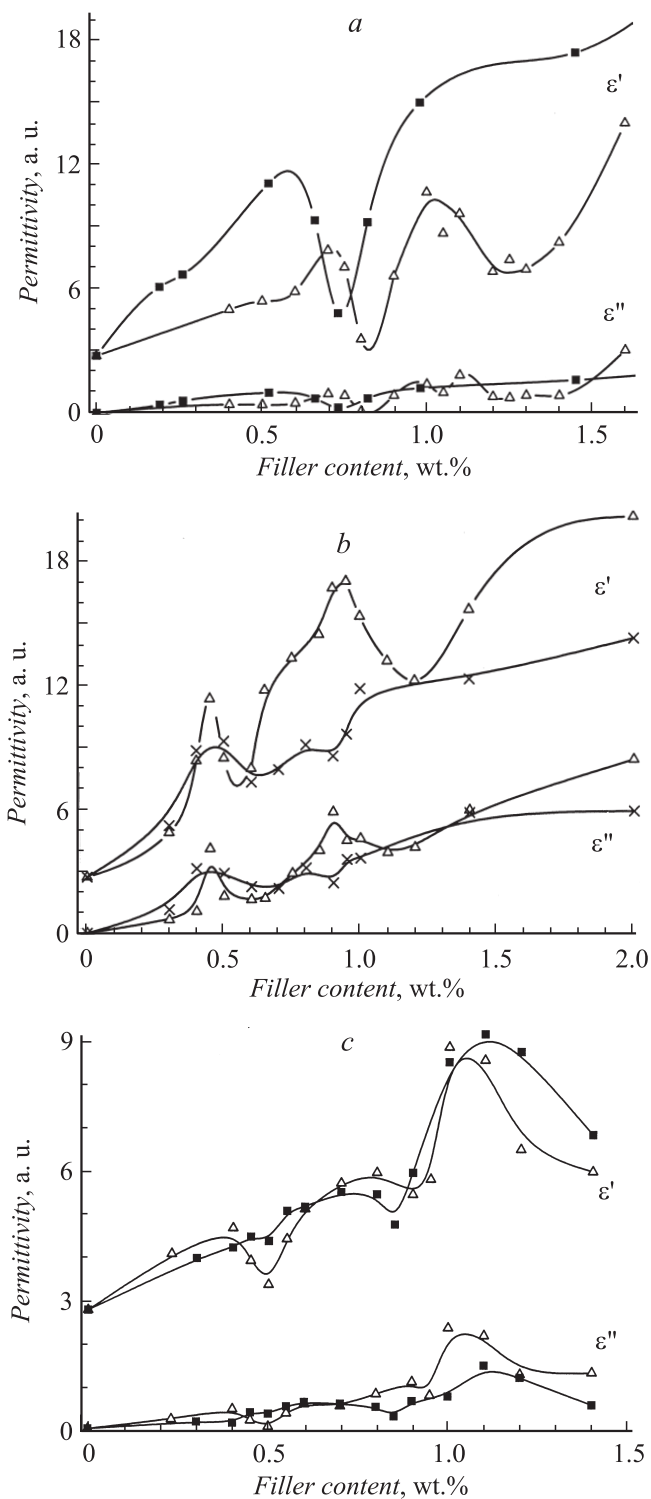 a
18
ε'
12
Permittivity, a. u.
6
ε''
0
0 0.5 1.0 1.5
Filler content, wt.%
b
18
ε'
12
Permittivity, a. u.
6
ε''
0
0 0.5 1.0 1.5 2.0
Filler content, wt.%
c
9
6
ε'
Permittivity, a. u.
3
ε''
0
0 0.5 1.0 1.5
Filler content, wt.%